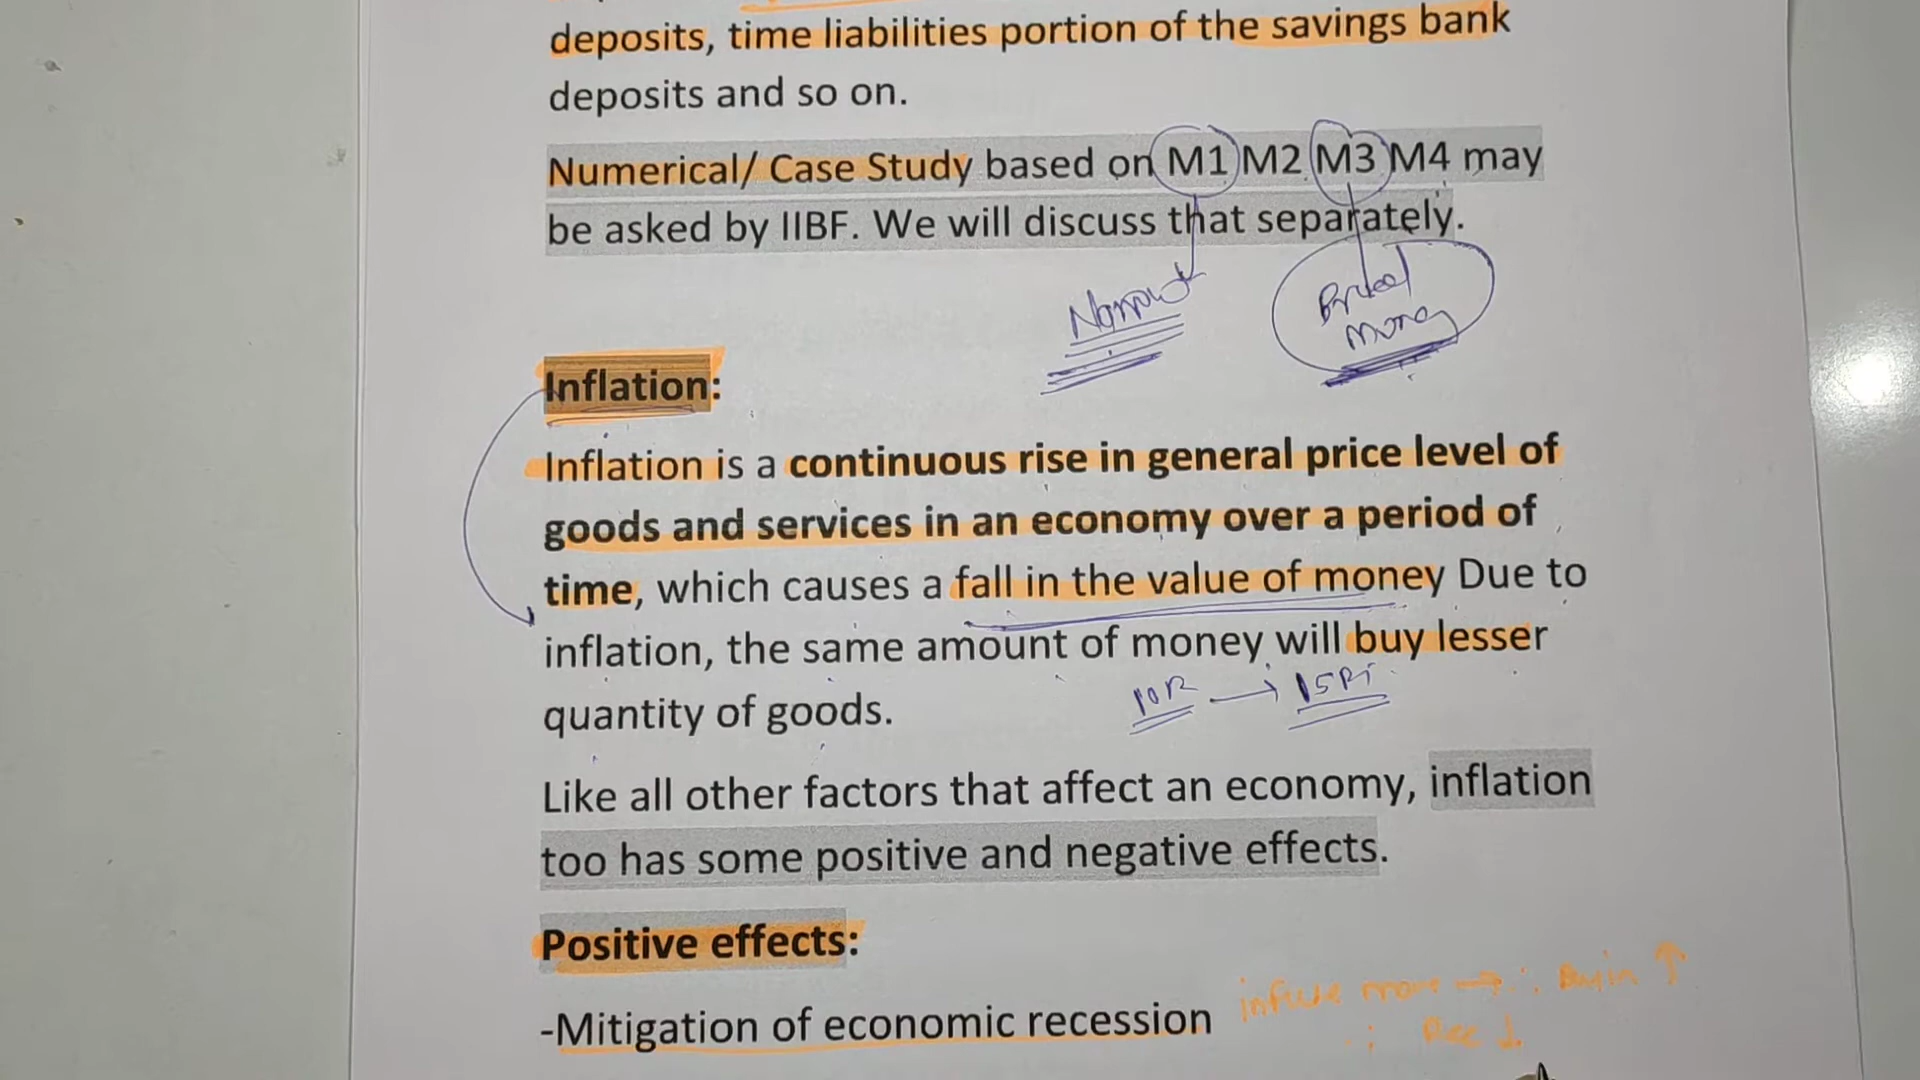 deposits, time liabilities portion of the savings bank
deposits and so on.
Numerical/ Case Study based on M1 M2 M3 M4 may
be asked by IIBF. We will discuss that separately.
Narrow
money
Inflation:
Inflation is a continuous rise in general price level of
goods and services in an economy over a period of
time, which causes a fall in the value of money Due to
inflation, the same amount of money will buy lesser
quantity of goods.
Like all other factors that affect an economy, inflation
too has some positive and negative effects.
Positive effects:
-Mitigation of economic recession
infuse more →
Rec ↓